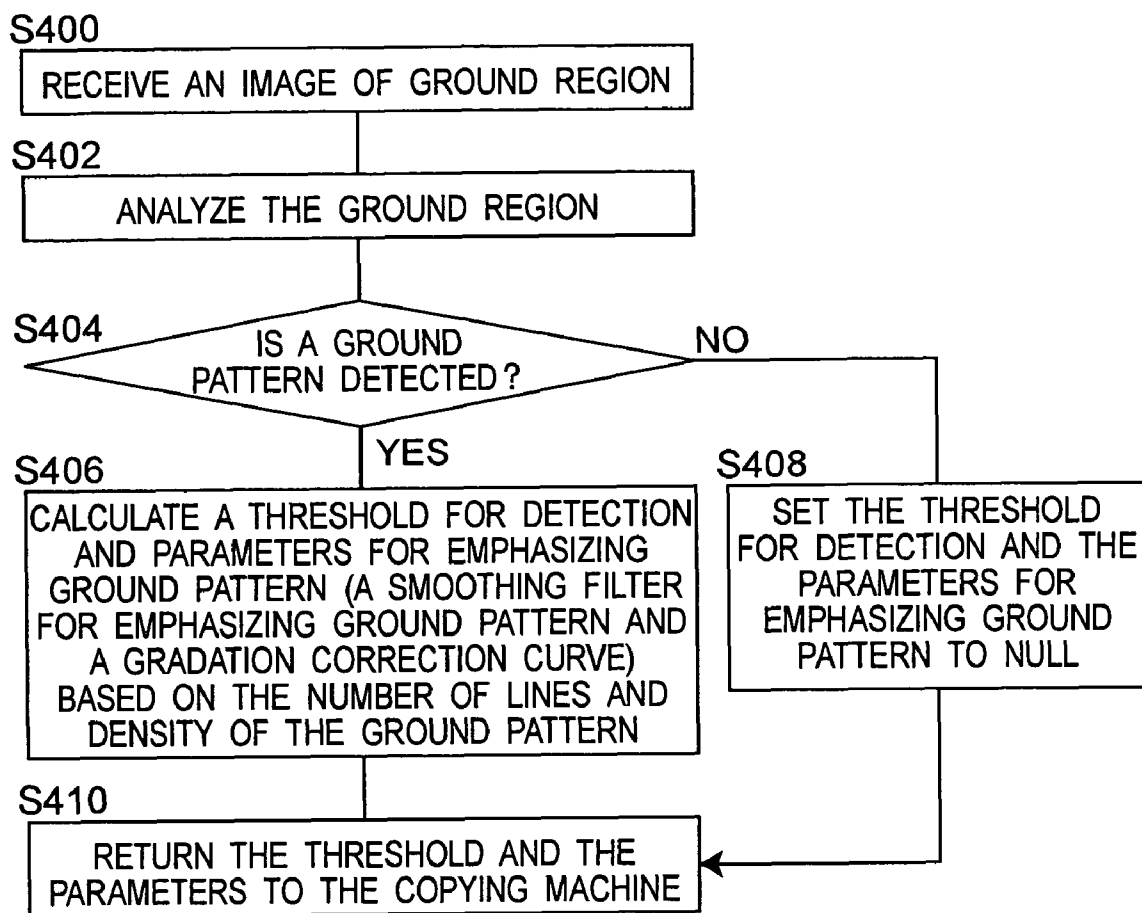 S400
RECEIVE AN IMAGE OF GROUND REGION
S402
ANALYZE THE GROUND REGION
S404
IS A GROUND
PATTERN DETECTED?
NO
YES
S406
CALCULATE A THRESHOLD FOR DETECTION
AND PARAMETERS FOR EMPHASIZING
GROUND PATTERN (A SMOOTHING FILTER
FOR EMPHASIZING GROUND PATTERN AND
A GRADATION CORRECTION CURVE)
BASED ON THE NUMBER OF LINES AND
DENSITY OF THE GROUND PATTERN
S408
SET THE THRESHOLD
FOR DETECTION AND THE
PARAMETERS FOR
EMPHASIZING GROUND
PATTERN TO NULL
S410
RETURN THE THRESHOLD AND THE
PARAMETERS TO THE COPYING MACHINE